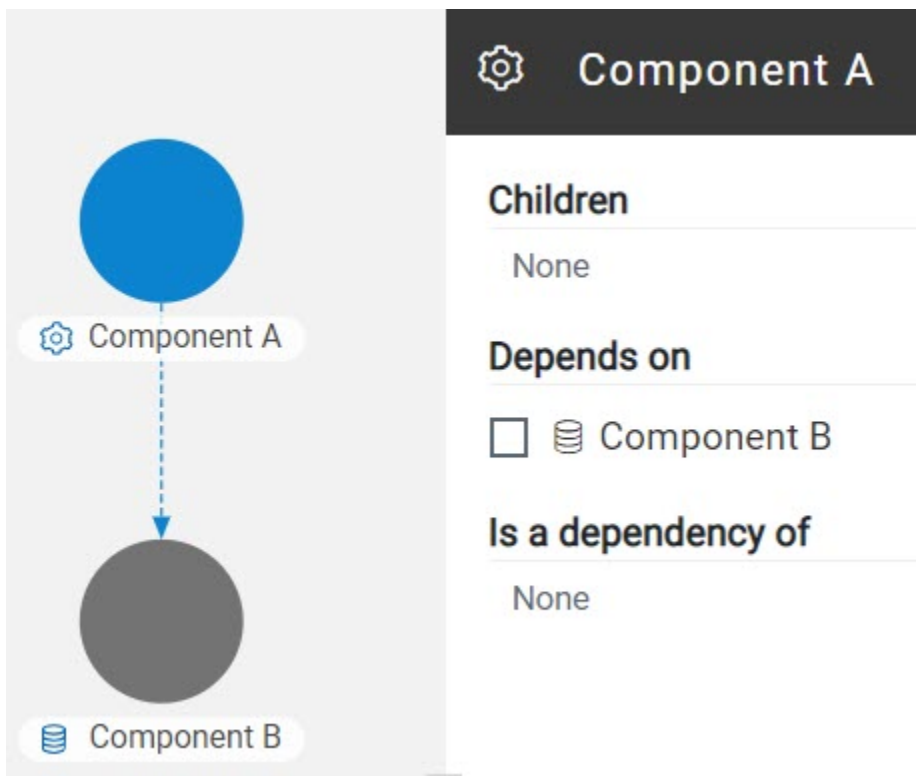 Component A
Component B
Component A
Children
None
Depends on
Component B
Is a dependency of
None